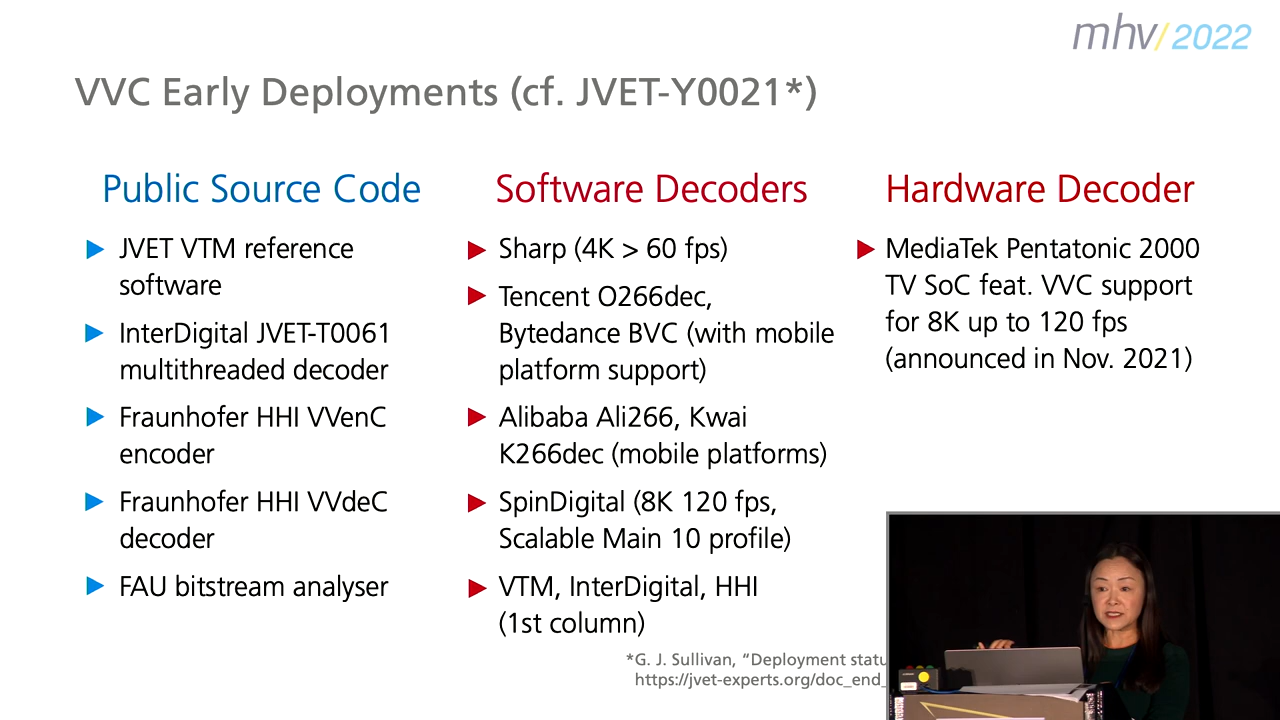 mhv/2022
VVC Early Deployments (cf. JVET-Y0021*)
Public Source Code
JVET VTM reference
software
InterDigital JVET-T0061
multithreaded decoder
Fraunhofer HHI VVenC
encoder
Fraunhofer HHI VVdeC
decoder
FAU bitstream analyser
Software Decoders
Sharp (4K > 60 fps)
Tencent O266dec,
Bytedance BVC (with mobile
platform support)
Alibaba Ali266, Kwai
K266dec (mobile platforms)
SpinDigital (8K 120 fps,
Scalable Main 10 profile)
VTM, InterDigital, HHI
(1st column)
Hardware Decoder
MediaTek Pentatonic 2000
TV SoC feat. VVC support
for 8K up to 120 fps
(announced in Nov. 2021)
*G. J. Sullivan, “Deployment statu
https://jvet-experts.org/doc_end_